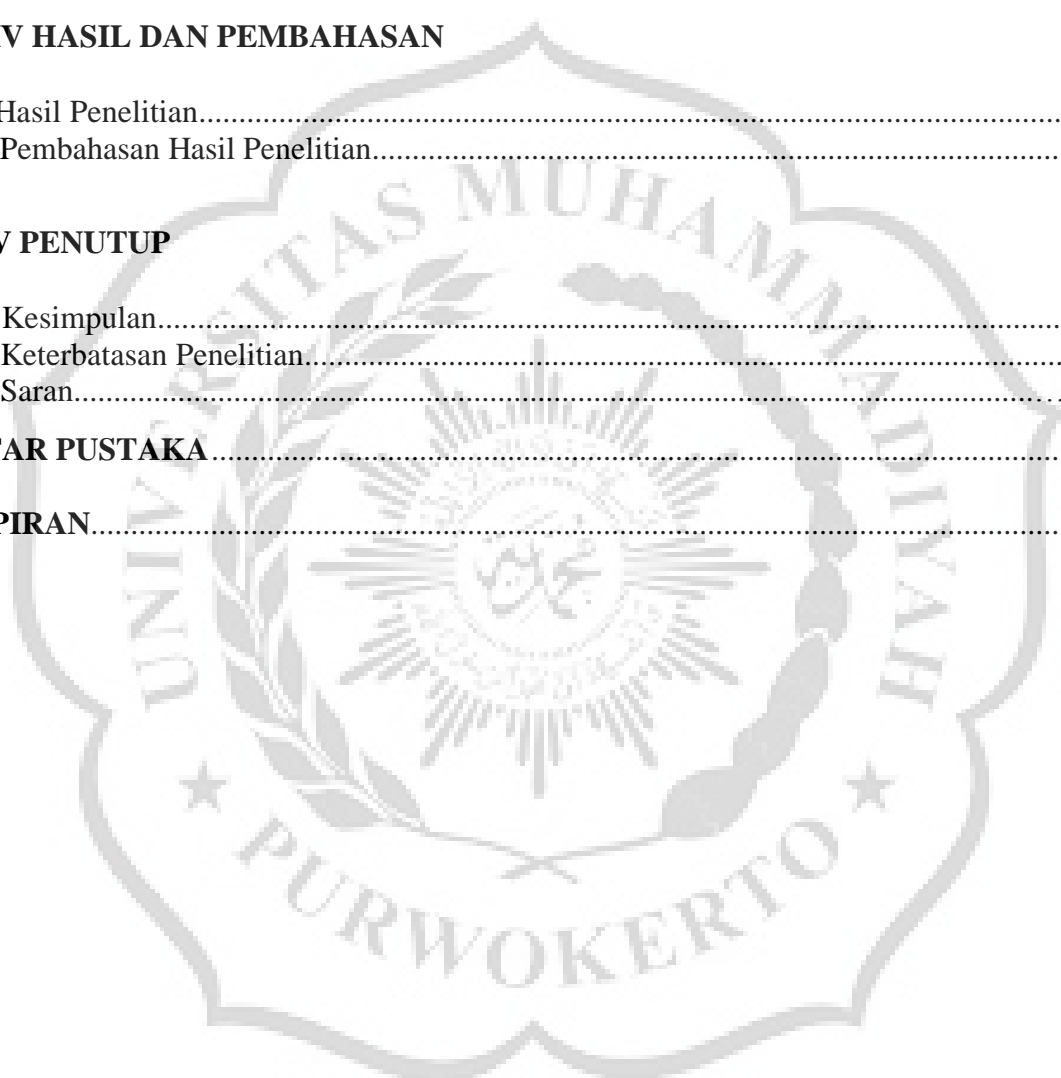 IV HASIL DAN PEMBAHASAN
Hasil Penelitian
Pembahasan Hasil Penelitian
V PENUTUP
Kesimpulan
Keterbatasan Penelitian
Saran
TAR PUSTAKA
PIRAN
UNIVERSITAS MUHAMMADIYAH
★ PURWOKERTO ★